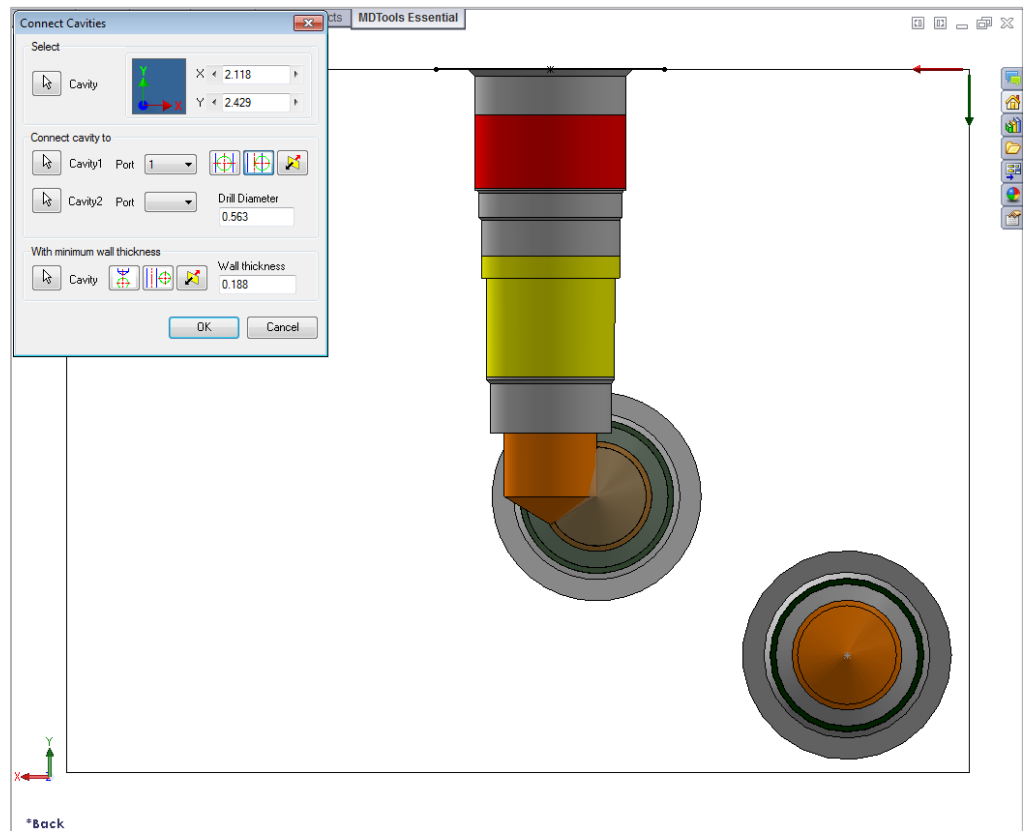 Connect Cavities
cts MDTools Essential
Select
Cavity
Y
X
X 2.118
Y 2.429
Connect cavity to
Cavity1 Port 1
Cavity2 Port
Drill Diameter
0.563
With minimum wall thickness
Cavity
Wall thickness
0.188
OK Cancel
Y
X
Z
*Back